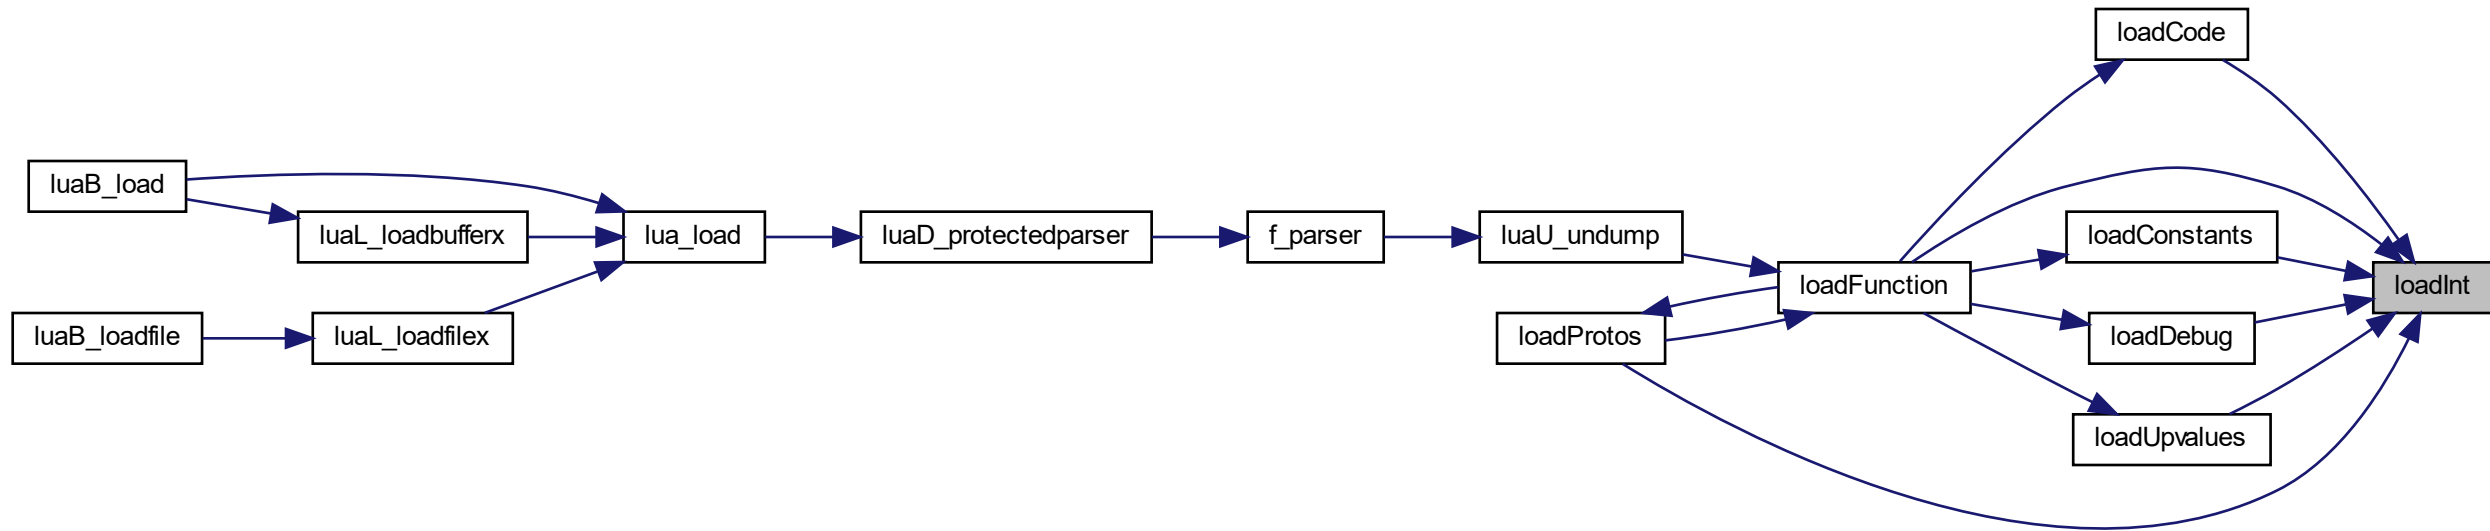 loadCode
luaB_load
luaL_loadbufferx
lua_load
luaD_protectedparser
f_parser
luaU_undump
loadConstants
loadFunction
loadInt
luaB_loadfile
luaL_loadfilex
loadProtos
loadDebug
loadUpvalues